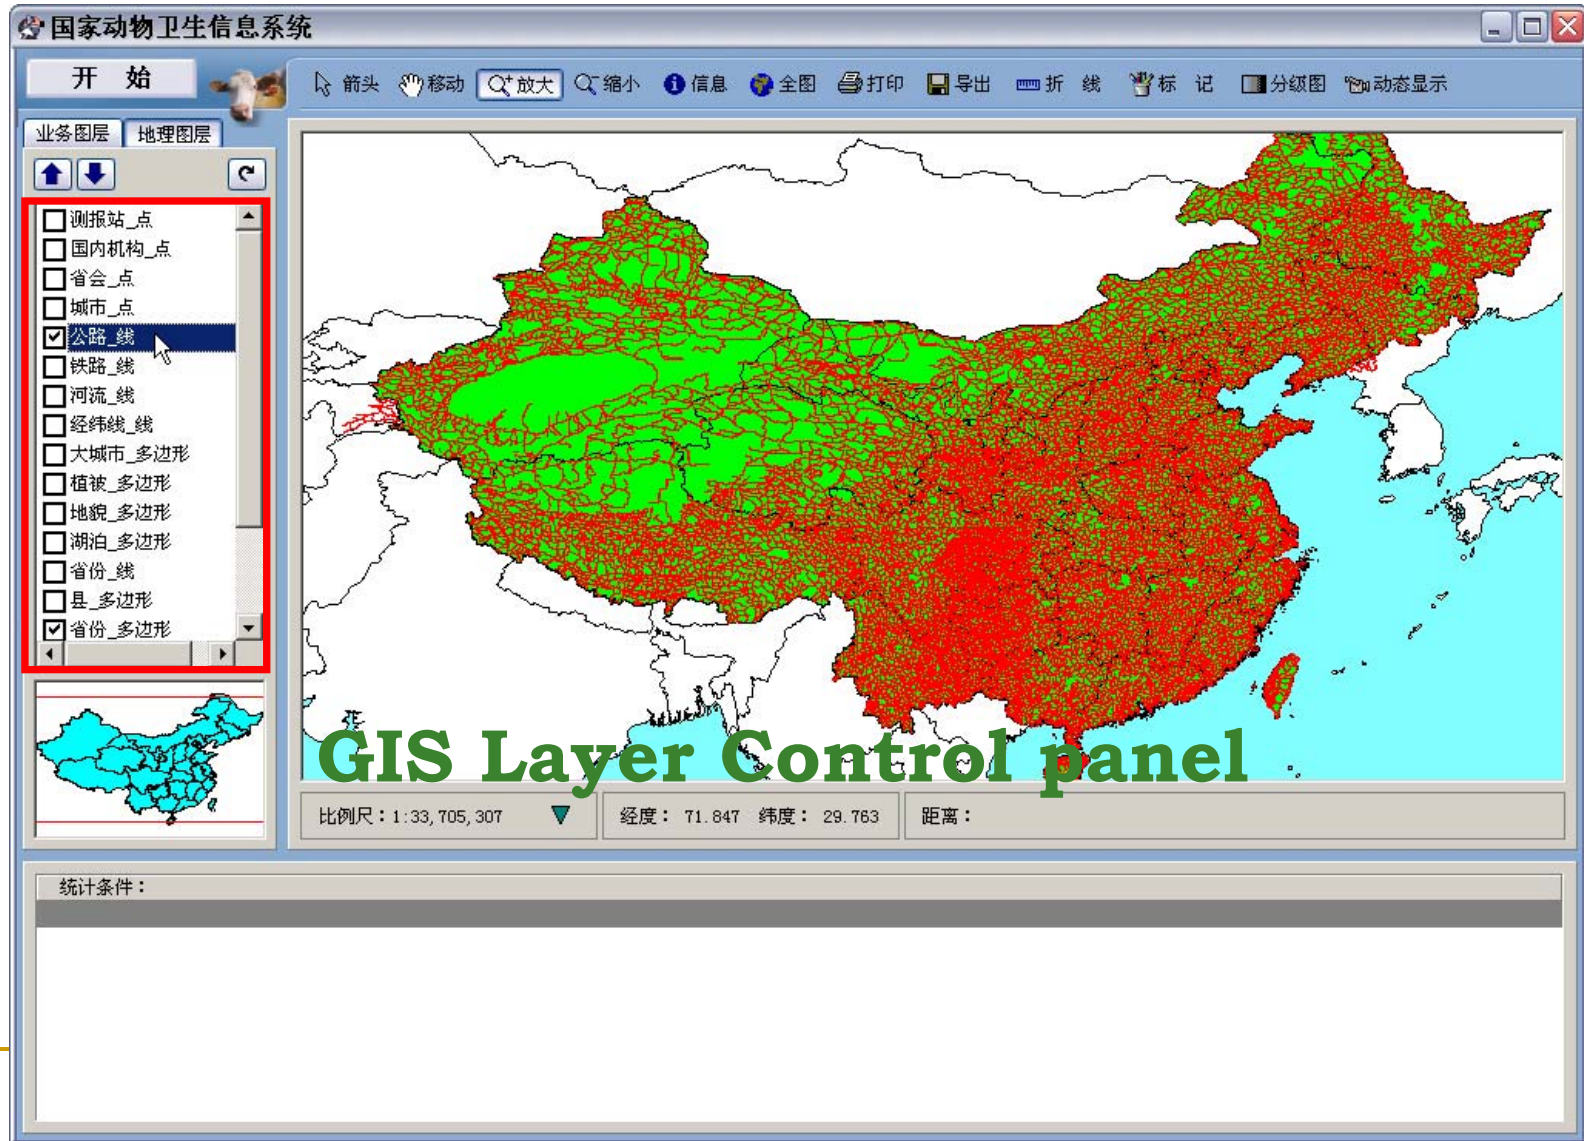 国家动物卫生信息系统
开 始
箭头 移动 放大 缩小 信息 全图 打印 导出 折 线 标 记 分级图 动态显示
业务图层 地理图层
测报站_点
国内机构_点
省会_点
城市_点
公路_线
铁路_线
河流_线
经纬线_线
大城市_多边形
植被_多边形
地貌_多边形
湖泊_多边形
省份_线
县_多边形
省份_多边形
GIS Layer Control panel
比例尺：1:33,705,307 经度： 71.847 纬度： 29.763 距离：
统计条件：